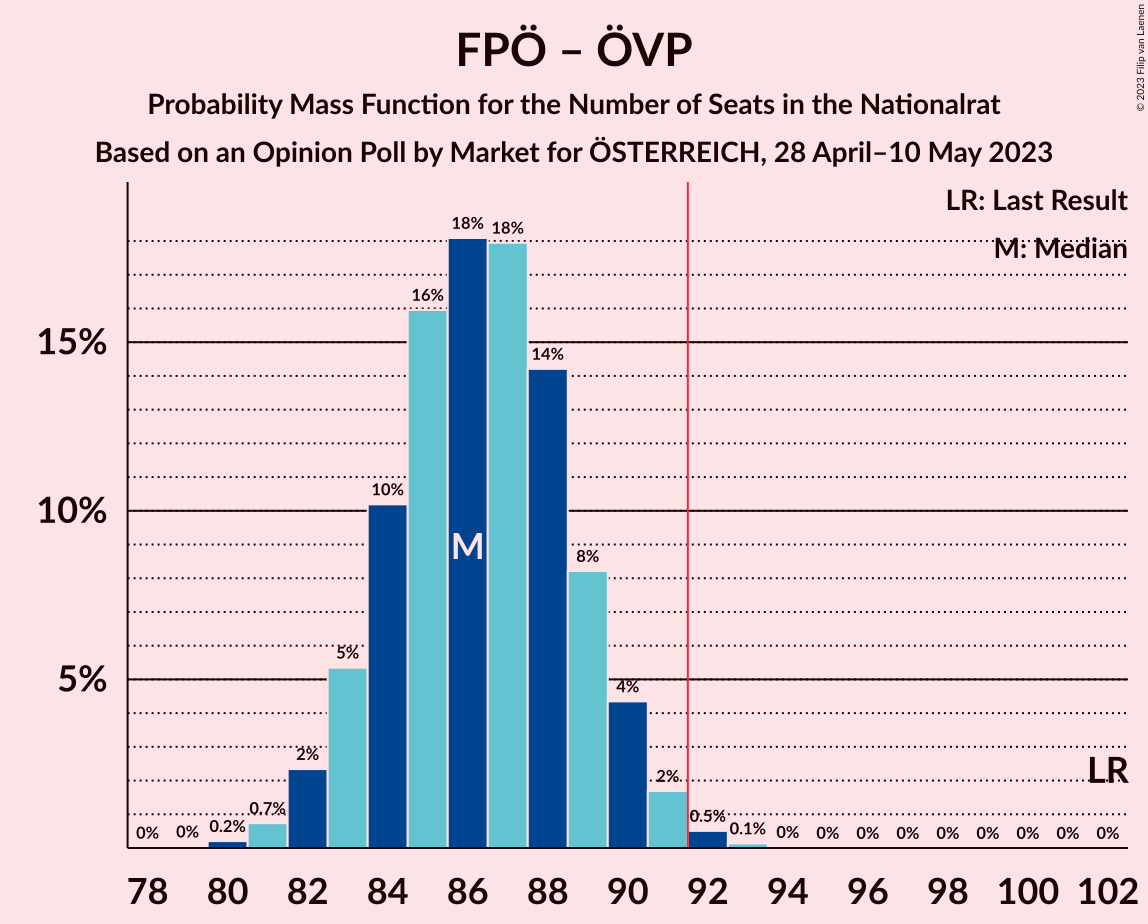 FPÖ – ÖVP
Probability Mass Function for the Number of Seats in the Nationalrat
Based on an Opinion Poll by Market for ÖSTERREICH, 28 April–10 May 2023
© 2023 Filip van Laenen
LR: Last Result
M: Median
18%
18%
16%
15%
14%
10%
10%
M
8%
5%
5%
4%
2%
2%
LR
0.7%
0.5%
0% 0% 0.2% 0.1% 0% 0% 0% 0% 0% 0% 0% 0% 0%
78 80 82 84 86 88 90 92 94 96 98 100 102